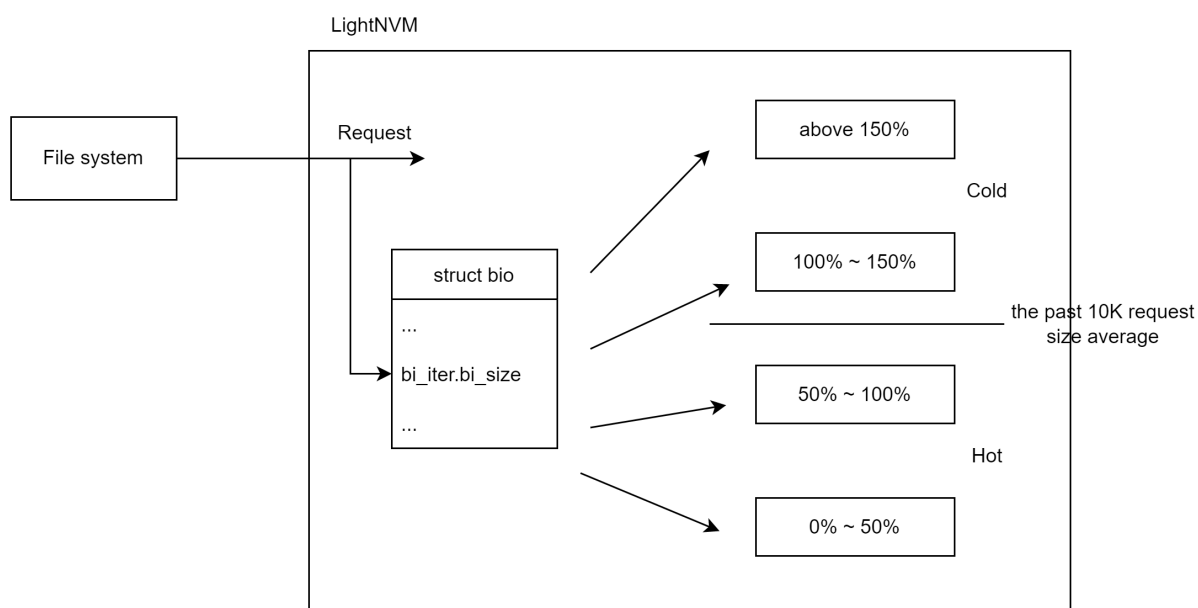 LightNVM
Request
File system
above 150%
Cold
100% ~ 150%
struct bio
...
the past 10K request
size average
bi_iter.bi_size
50% ~ 100%
...
Hot
0% ~ 50%